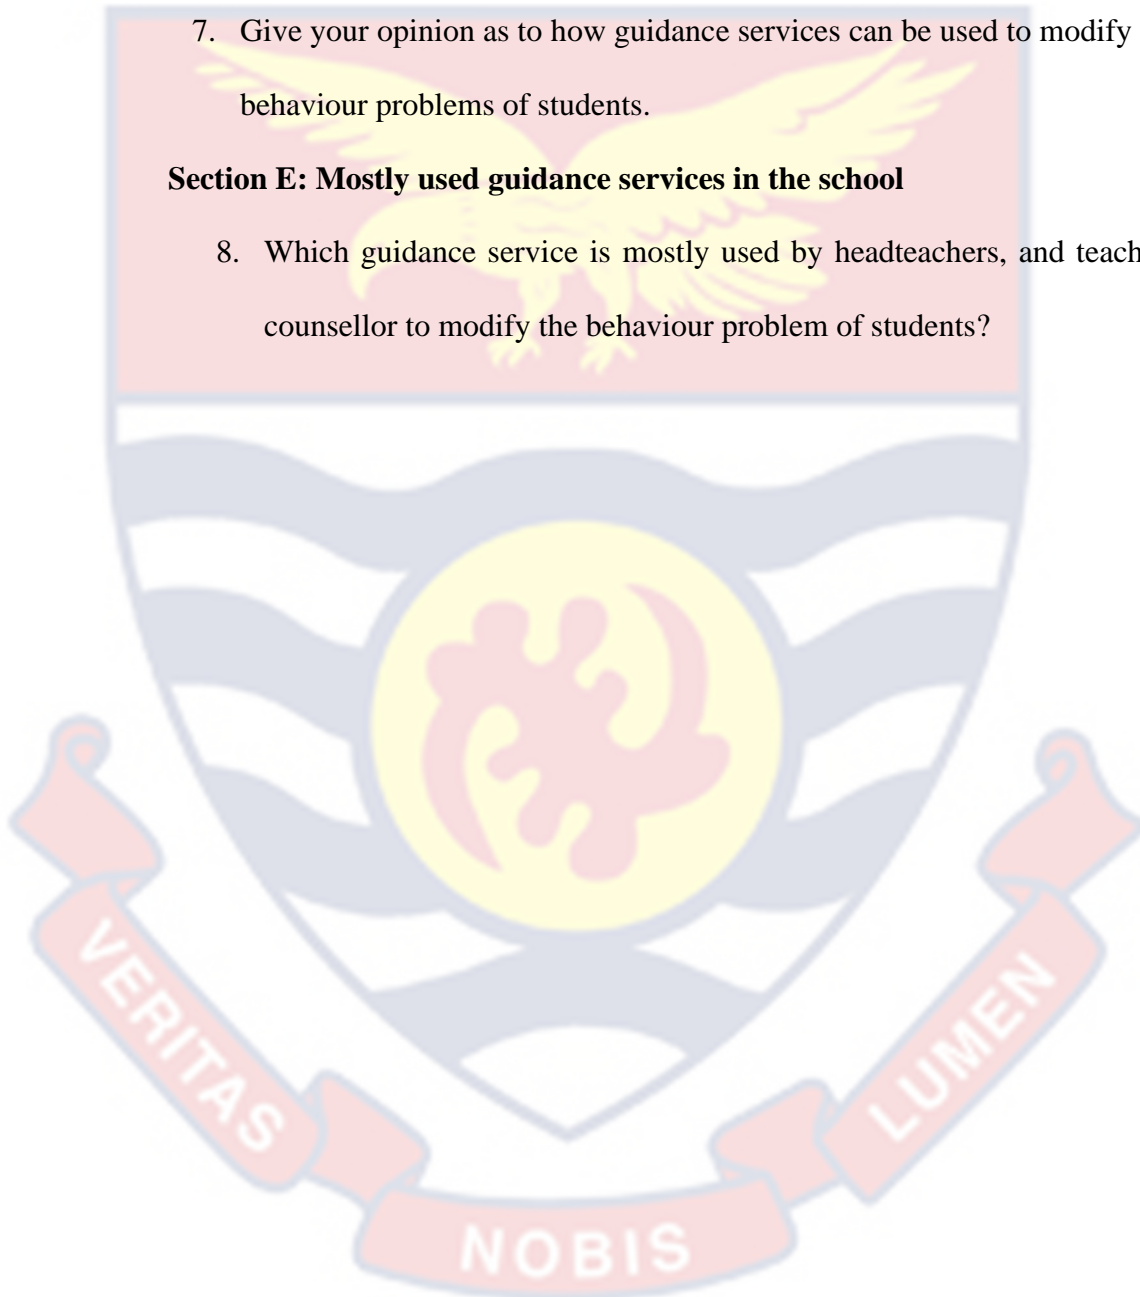 7. Give your opinion as to how guidance services can be used to modify
behaviour problems of students.
Section E: Mostly used guidance services in the school
8. Which guidance service is mostly used by headteachers, and teach
counsellor to modify the behaviour problem of students?
VERITAS
NOBIS
LUMEN